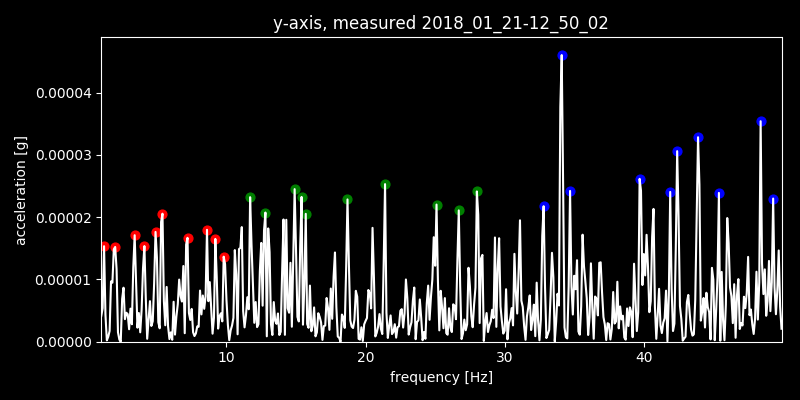 y-axis, measured 2018_01_21-12_50_02
acceleration [g]
0.00004
0.00003
0.00002
0.00001
0.00000
10 20 30 40
frequency [Hz]